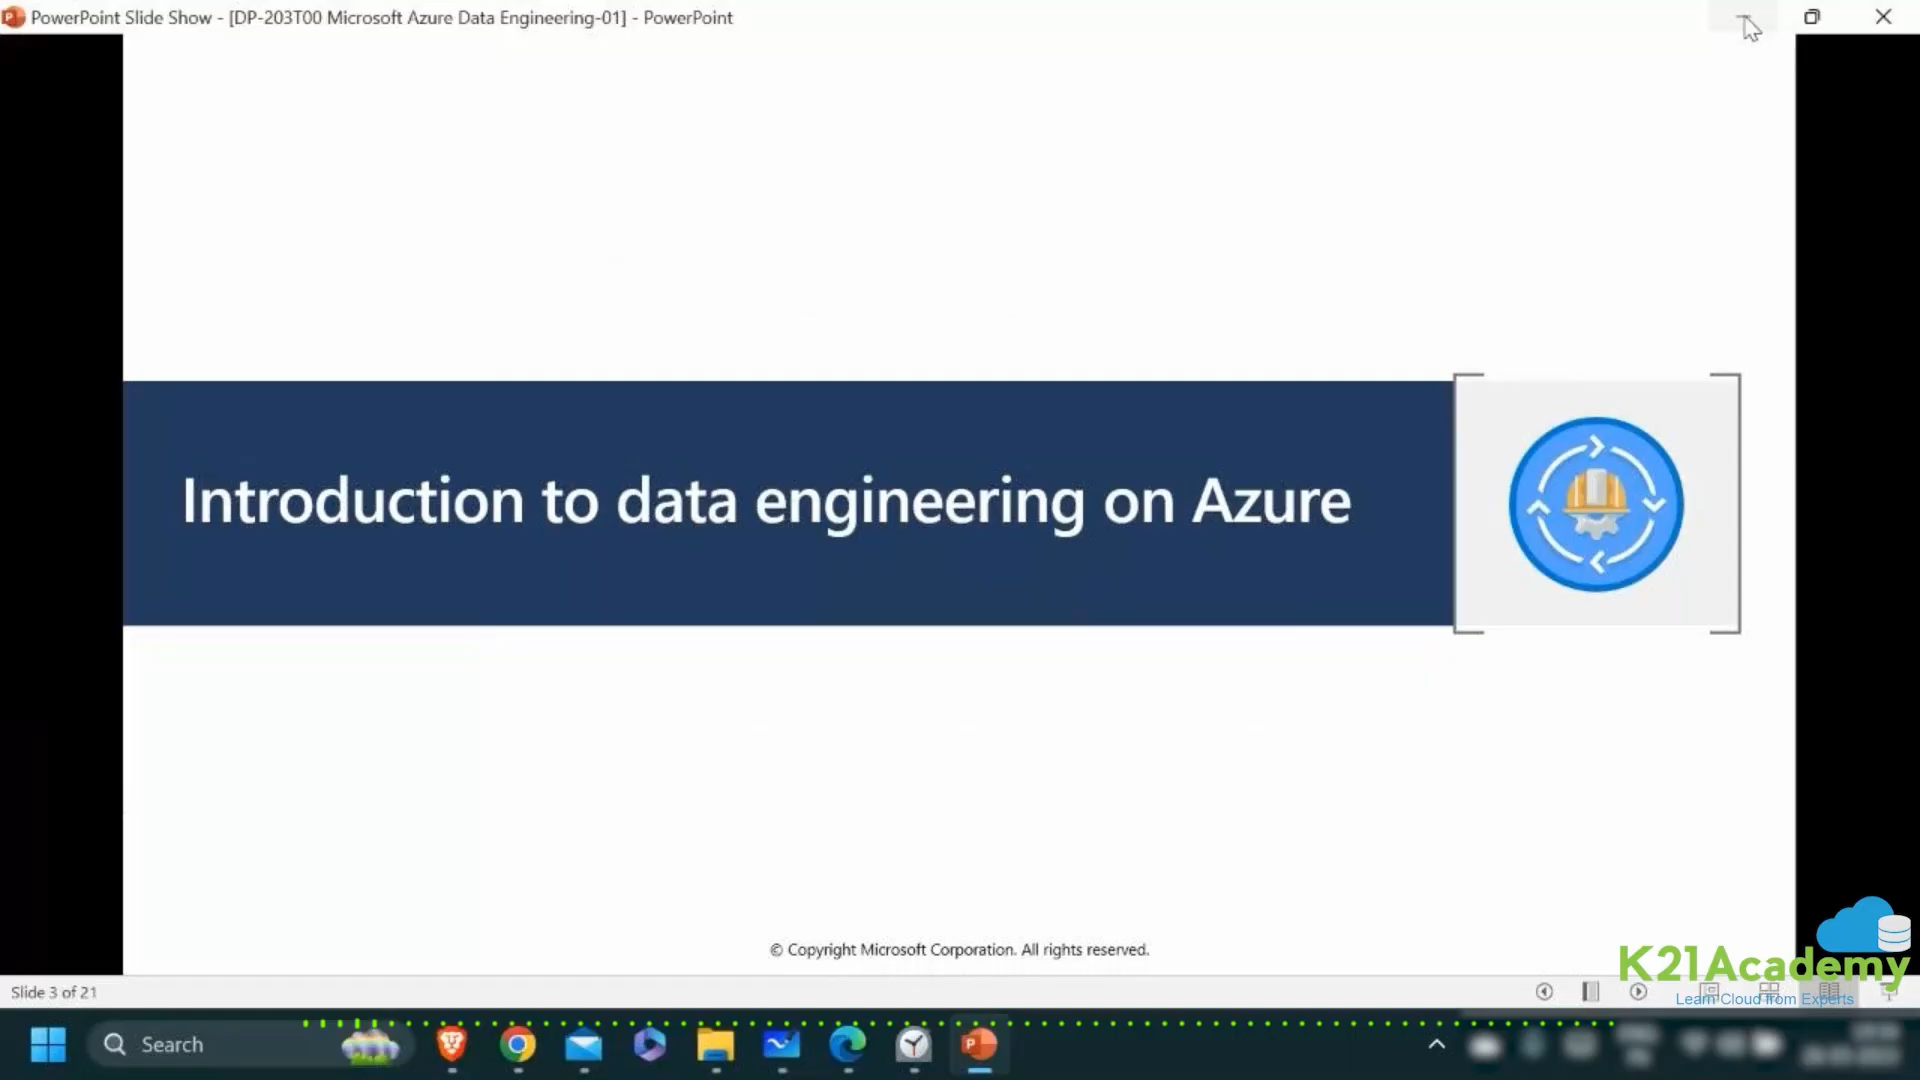 PowerPoint Slide Show - [DP-203T00 Microsoft Azure Data Engineering-01] - PowerPoint
Introduction to data engineering on Azure
© Copyright Microsoft Corporation. All rights reserved.
K21Academy
Learn Cloud from Experts
Slide 3 of 21
Search